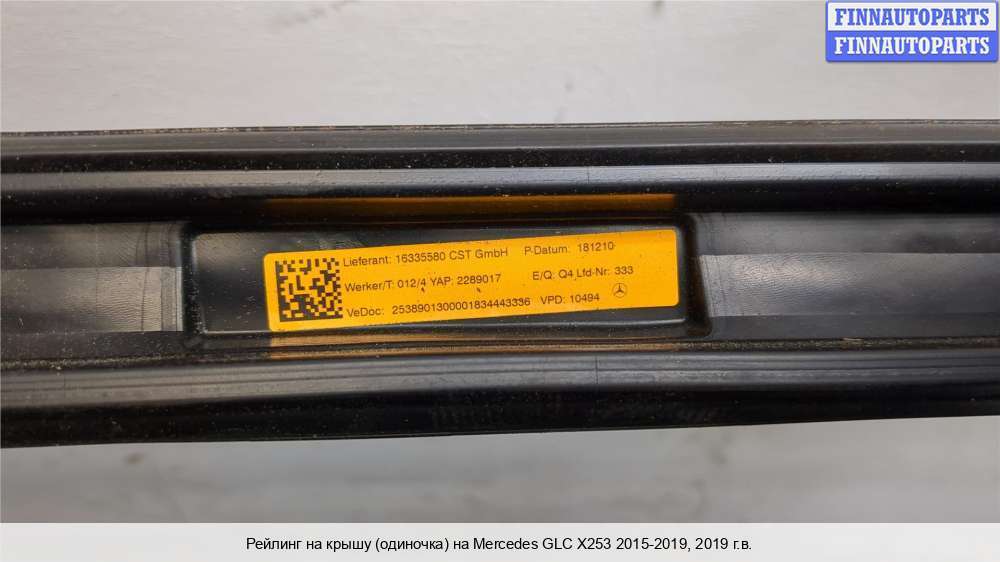 FINNAUTOPARTS
FINNAUTOPARTS
Lieferant: 16335580 CST GmbH P-Datum: 181210
Werker/T: 012/4 YAP: 2289017 E/Q: Q4 Lfd-Nr: 333
VeDoc: 2538901300001834443336 VPD: 10494
Рейлинг на крышу (одиночка) на Mercedes GLC X253 2015-2019, 2019 г.в.